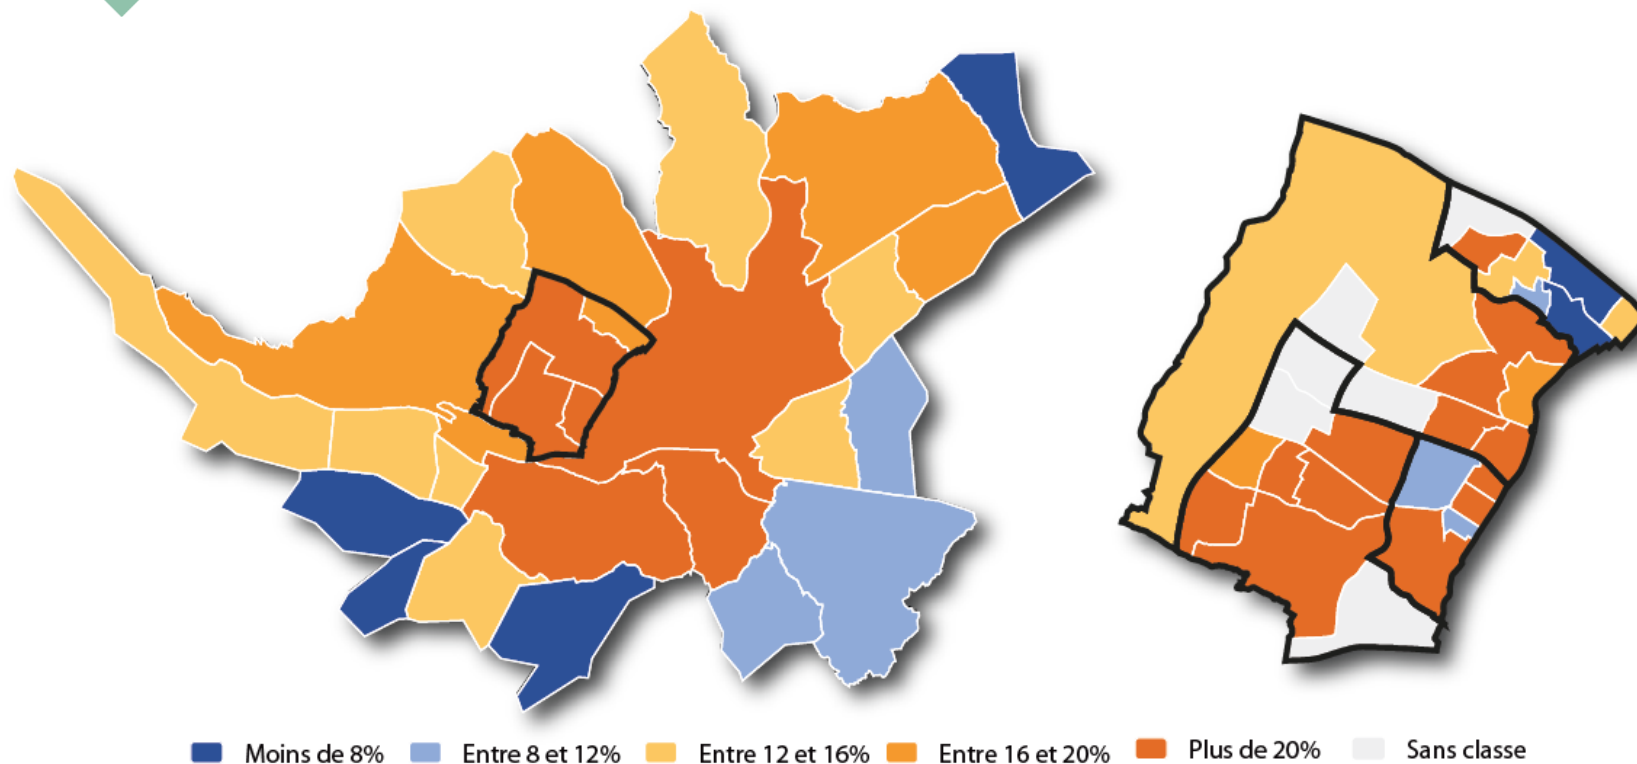 Moins de 8% Entre 8 et 12% Entre 12 et 16% Entre 16 et 20% Plus de 20% Sans classe